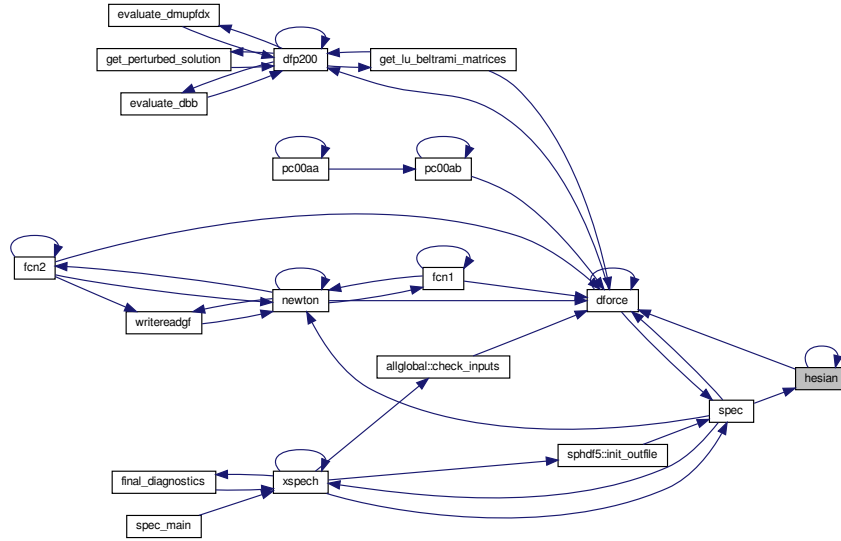 evaluate_dmupfdx
get_perturbed_solution
dfp200
get_lu_beltrami_matrices
evaluate_dbb
pc00aa
pc00ab
fcn2
fcn1
newton
dforce
writereadgf
allglobal::check_inputs
hesian
spec
sphdf5::init_outfile
final_diagnostics
xspech
spec_main